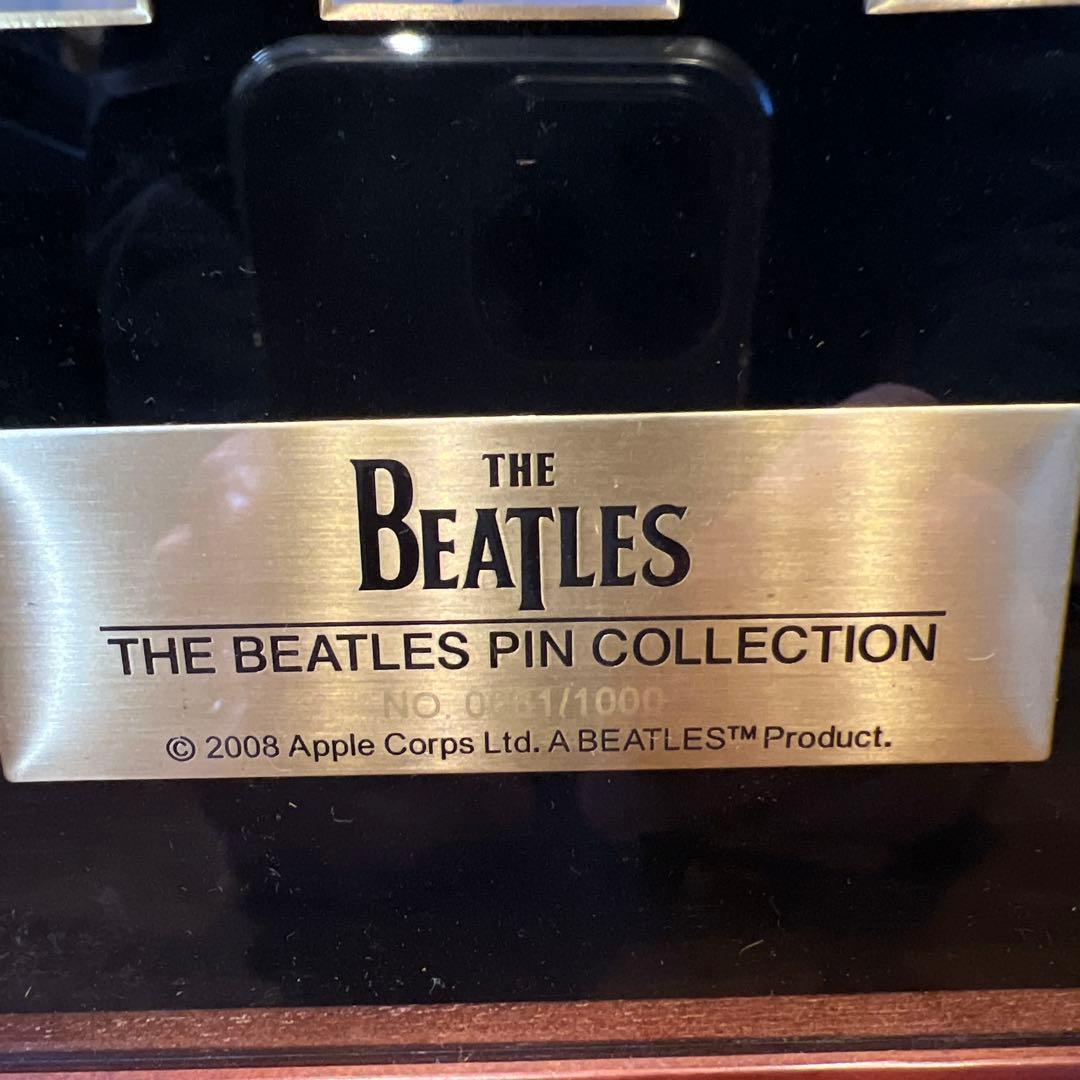 THE
BEATLES
THE BEATLES PIN COLLECTION
NO.
© 2008 Apple Corps Ltd. A BEATLES™ Product.